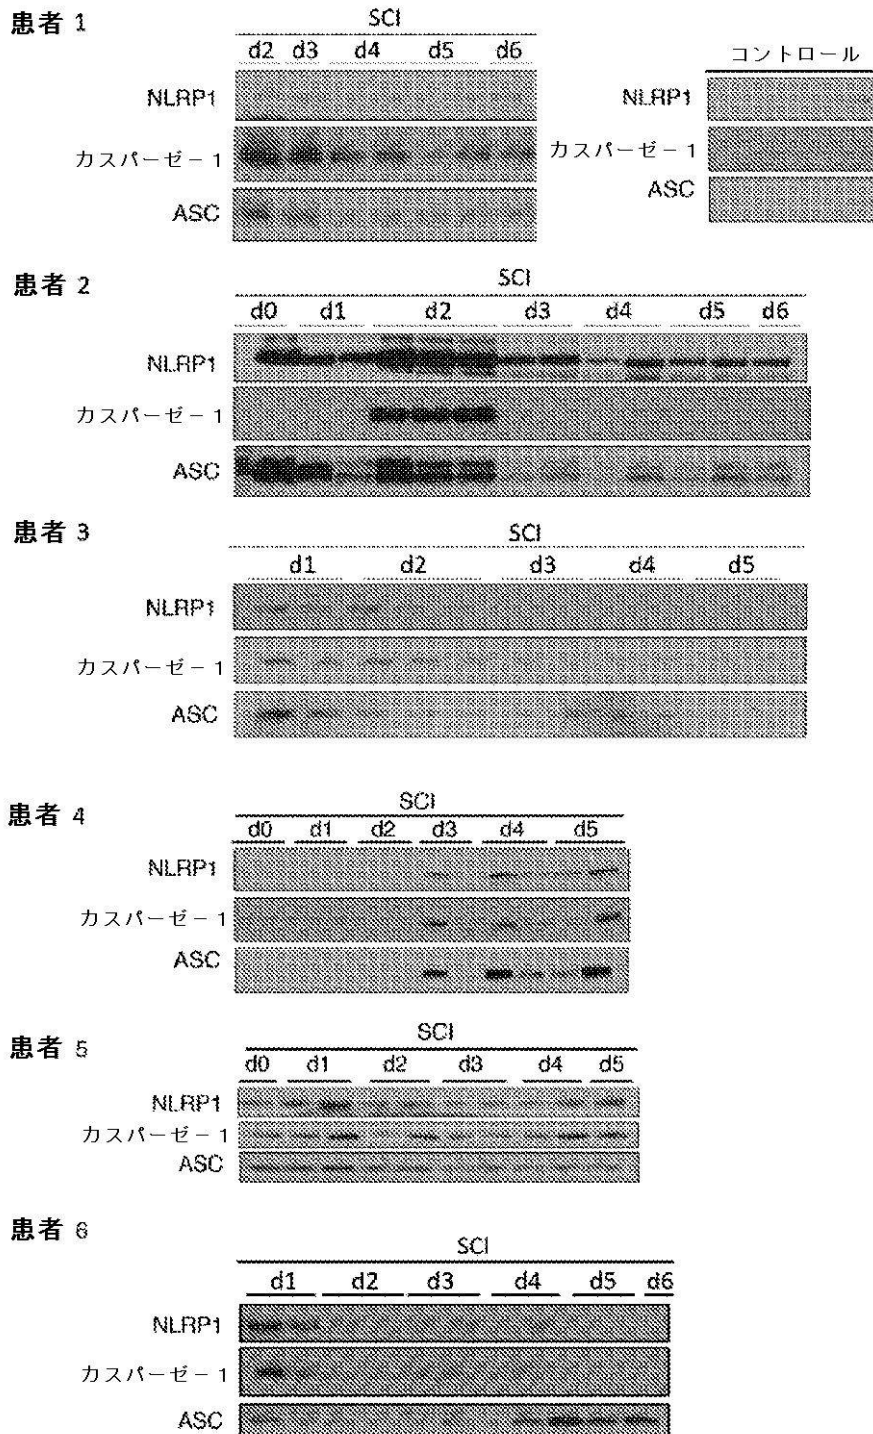 患者 1
SCI
d2 d3 d4 d5 d6
NLRP1
カスパーゼ－1
ASC
コントロール
NLRP1
カスパーゼ－1
ASC
患者 2
SCI
d0 d1 d2 d3 d4 d5 d6
NLRP1
カスパーゼ－1
ASC
患者 3
SCI
d1 d2 d3 d4 d5
NLRP1
カスパーゼ－1
ASC
患者 4
SCI
d0 d1 d2 d3 d4 d5
NLRP1
カスパーゼ－1
ASC
患者 5
SCI
d0 d1 d2 d3 d4 d5
NLRP1
カスパーゼ－1
ASC
患者 6
SCI
d1 d2 d3 d4 d5 d6
NLRP1
カスパーゼ－1
ASC